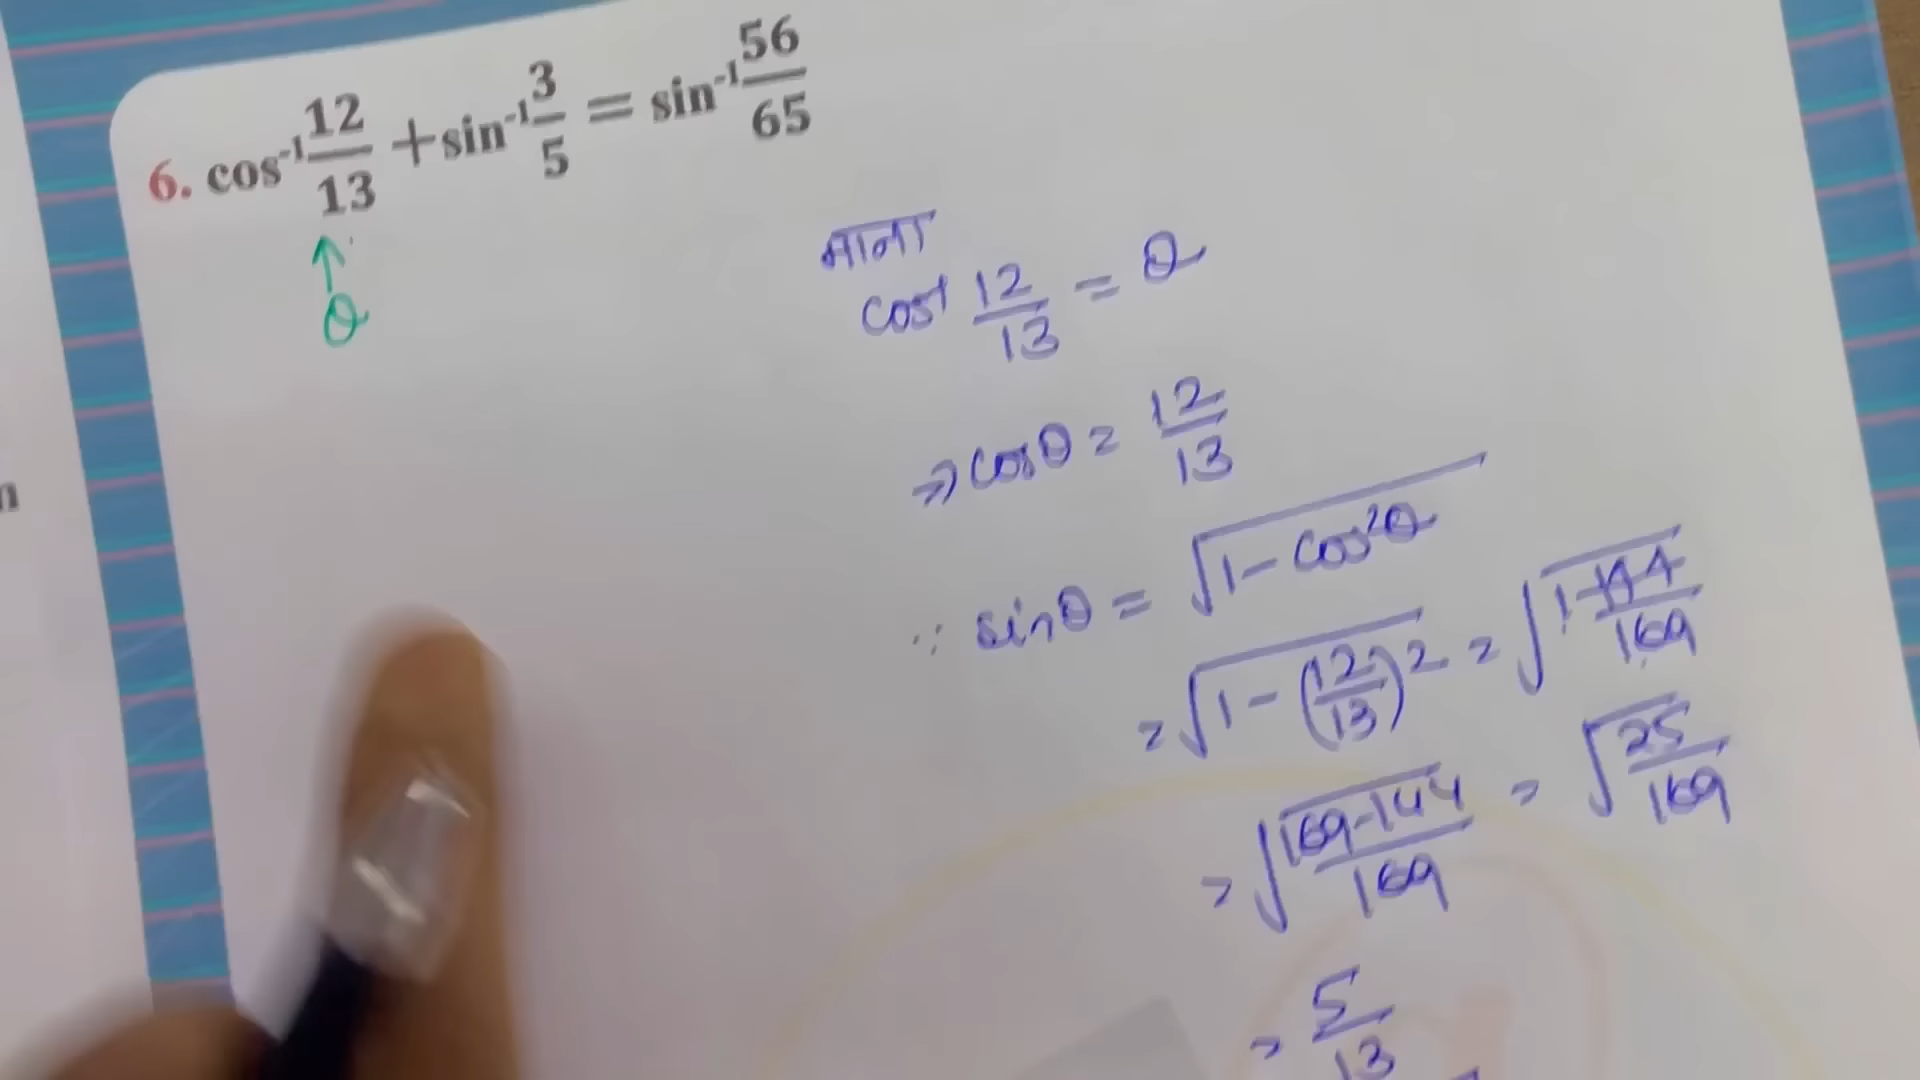 6. cos⁻¹ 12/13 + sin⁻¹ 3/5 = sin⁻¹ 56/65
↑
θ
माना
cos⁻¹ 12/13 = θ
⇒ cosθ = 12/13
∵ sinθ = √(1 - cos²θ)
= √(1 - (12/13)²) = √(1 - 144/169)
= √((169 - 144)/169) = √(25/169)
= 5/13